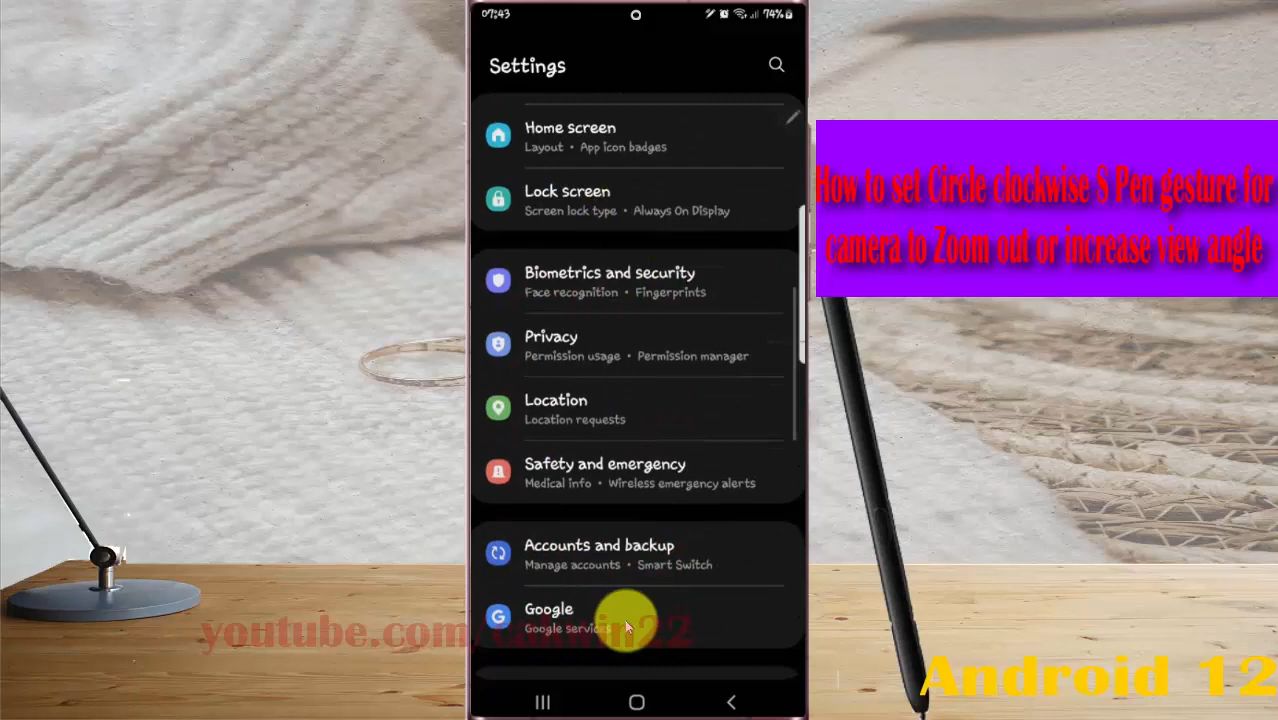 07:43
74%
Settings
Home screen
Layout • App icon badges
Lock screen
Screen lock type • Always On Display
Biometrics and security
Face recognition • Fingerprints
Privacy
Permission usage • Permission manager
Location
Location requests
Safety and emergency
Medical info • Wireless emergency alerts
Accounts and backup
Manage accounts • Smart Switch
Google
Google services
How to set Circle clockwise S Pen gesture for
camera to Zoom out or increase view angle
Android 12